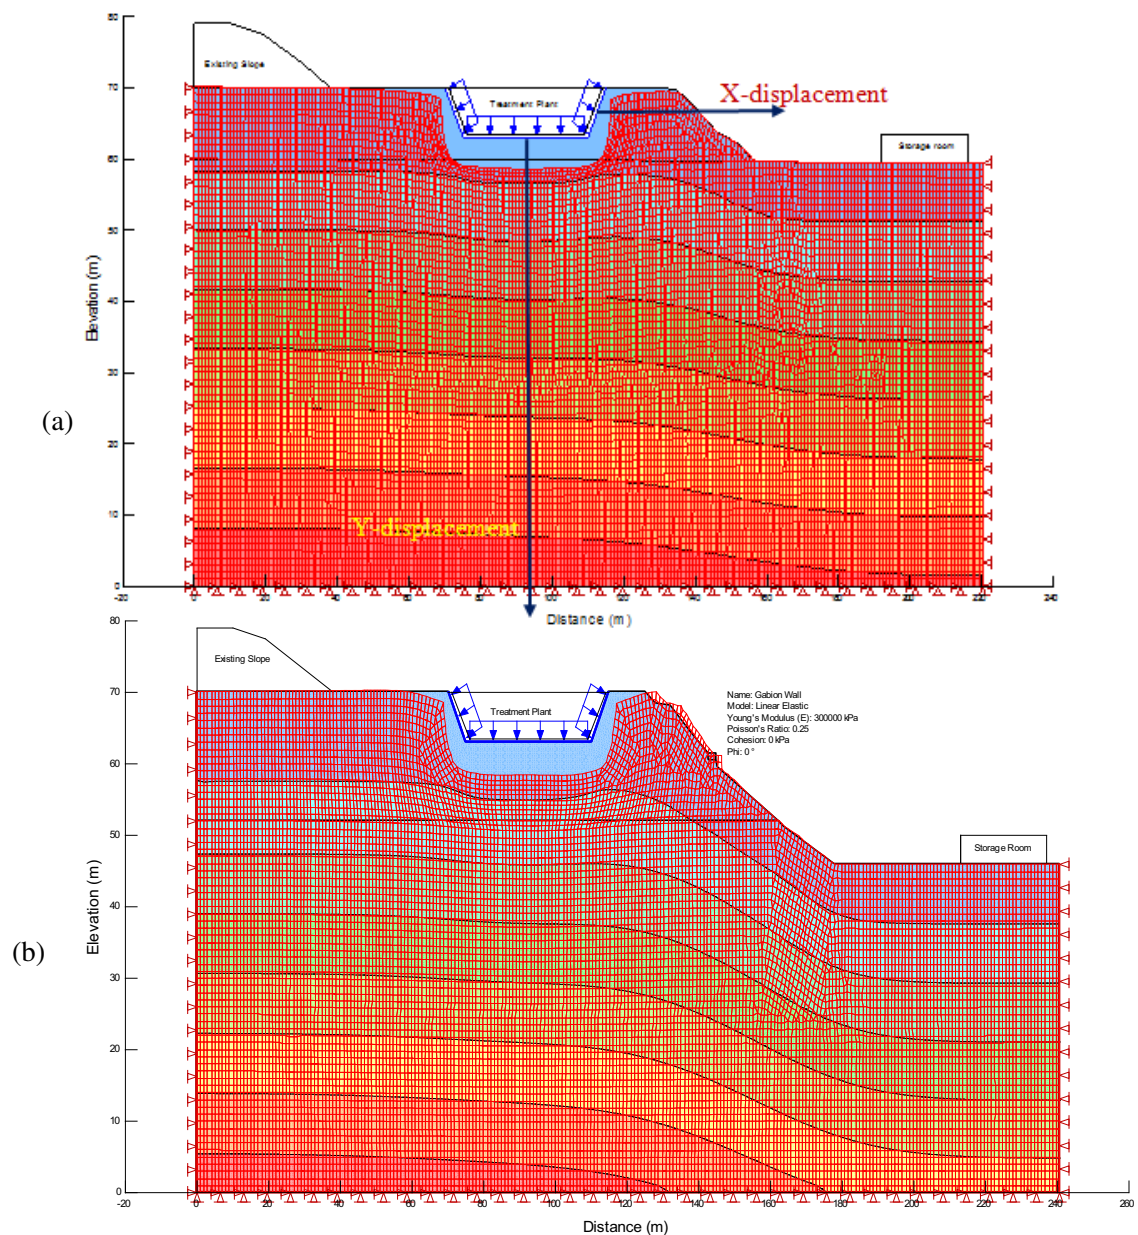 80
Existing Slope
70
Treatment Plant
X-displacement
60
Storage room
50
Elevation (m)
40
30
(a)
20
10
Y-displacement
0
-20 0 20 40 60 80 100 120 140 160 180 200 220 240
Distance (m)
80
Existing Slope
70
Treatment Plant
Name: Gabion Wall
Model: Linear Elastic
Young's Modulus (E): 300000 kPa
Poisson's Ratio: 0.25
Cohesion: 0 kPa
Phi: 0 °
60
50
Storage Room
Elevation (m)
40
(b)
30
20
10
0
-20 0 20 40 60 80 100 120 140 160 180 200 220 240 260
Distance (m)